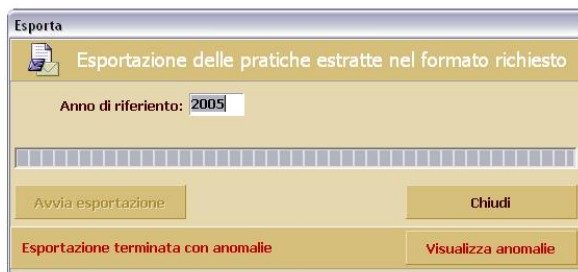 Esporta
Esportazione delle pratiche estratte nel formato richiesto
Anno di riferiento: 2005
Avvia esportazione Chiudi
Esportazione terminata con anomalie Visualizza anomalie